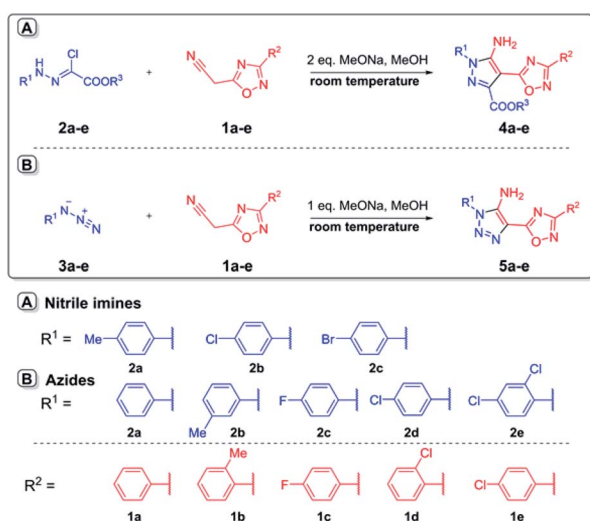 A
R1 H N N Cl COOR3 + N R2 N N O 2 eq. MeONa, MeOH R1 N N NH2 N R2 O N COOR3
room temperature
2a-e 1a-e 4a-e
B
R1 N − N + N + N R2 N N O 1 eq. MeONa, MeOH R1 N N N NH2 N R2 O N
room temperature
3a-e 1a-e 5a-e
A Nitrile imines
R1 = Me Cl Br
2a 2b 2c
B Azides
R1 = Me F Cl Cl Cl
2a 2b 2c 2d 2e
R2 = Me F Cl Cl
1a 1b 1c 1d 1e